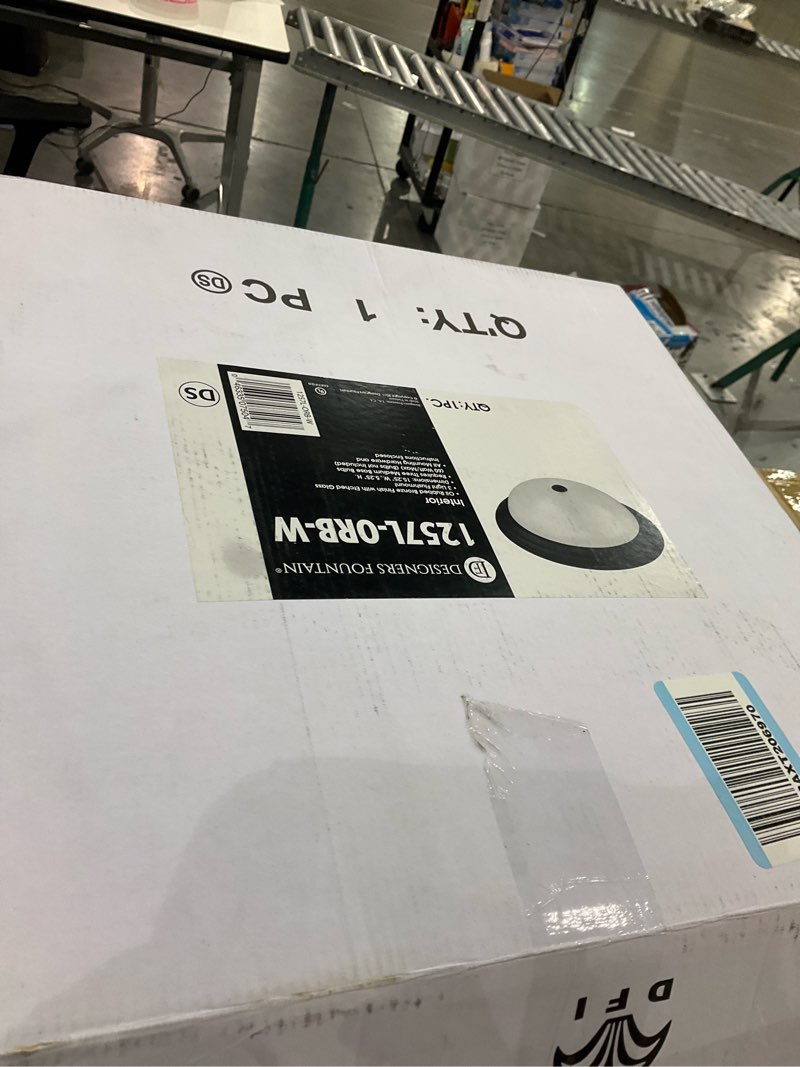 Q'TY: 1 PC DS
DESIGNERS FOUNTAIN®
1257L-ORB-W
Interior
• Oil Rubbed Bronze Finish with Etched Glass
• 3 Light Flushmount
• Dimensions: 15.25" W., 5.25" H.
• Requires Three Medium Base Bulbs
(60 Watt/Max) (Bulbs not Included)
• All Mounting Hardware and
Instructions Enclosed
Q'TY: 1PC.
1257L-ORB-W
DS
DFI